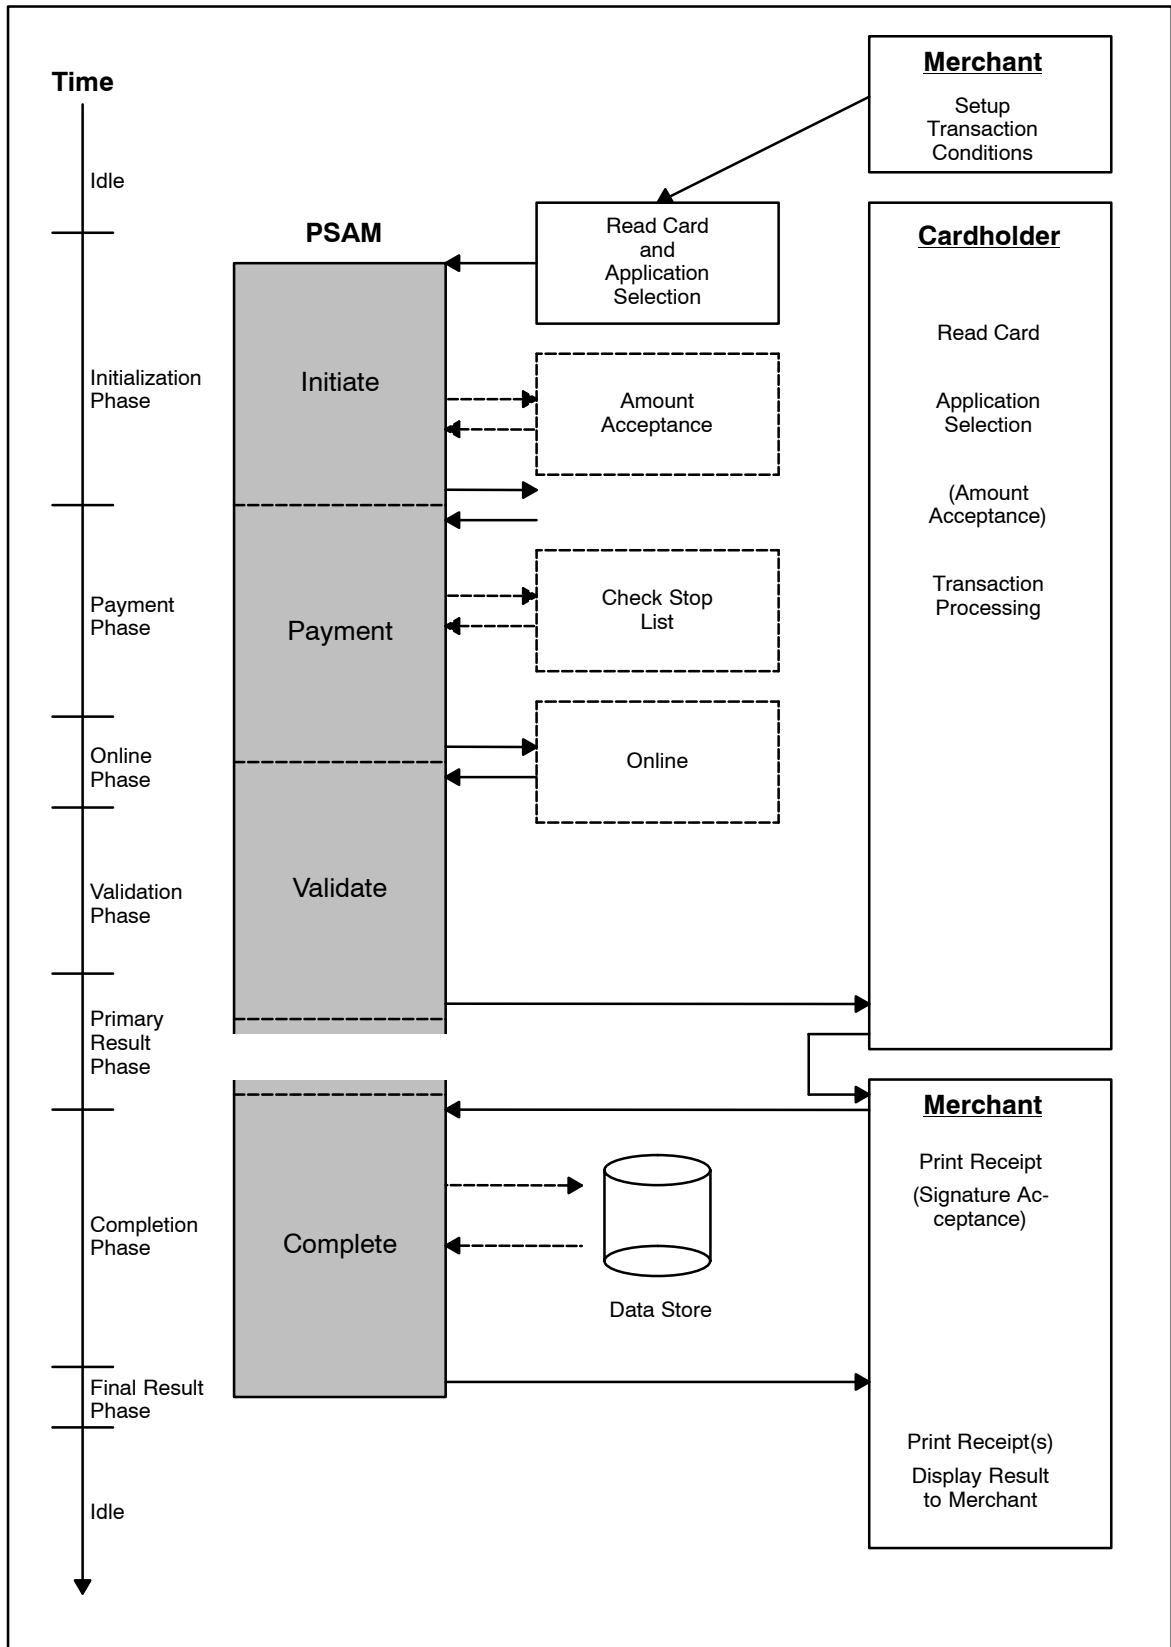 Time
Idle
Initialization
Phase
Payment
Phase
Online
Phase
Validation
Phase
Primary
Result
Phase
Completion
Phase
Final Result
Phase
Idle
PSAM
Initiate
Payment
Validate
Complete
Read Card
and
Application
Selection
Amount
Acceptance
Check Stop
List
Online
Data Store
Merchant
Setup
Transaction
Conditions
Cardholder
Read Card
Application
Selection
(Amount
Acceptance)
Transaction
Processing
Merchant
Print Receipt
(Signature Ac-
ceptance)
Print Receipt(s)
Display Result
to Merchant